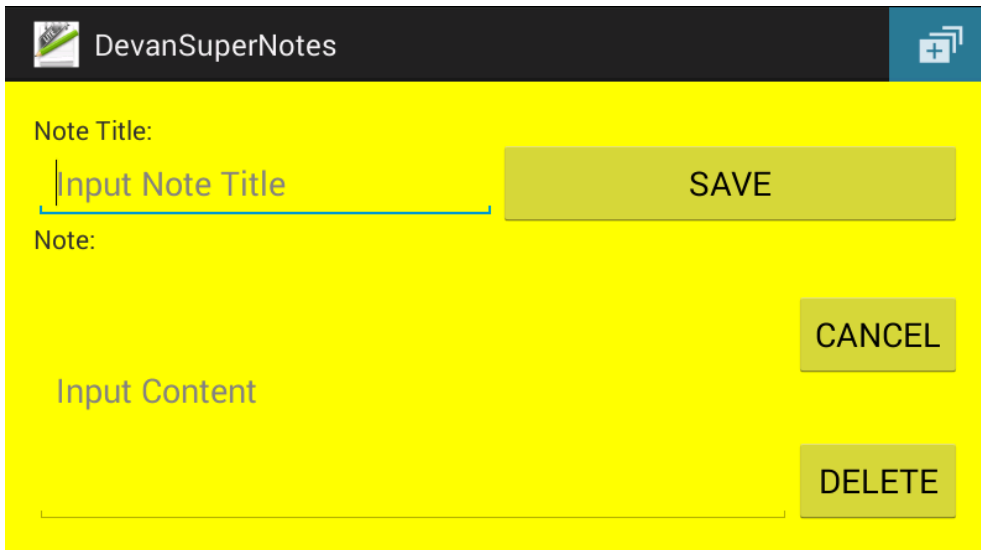 DevanSuperNotes
Note Title:
Input Note Title
SAVE
Note:
CANCEL
Input Content
DELETE